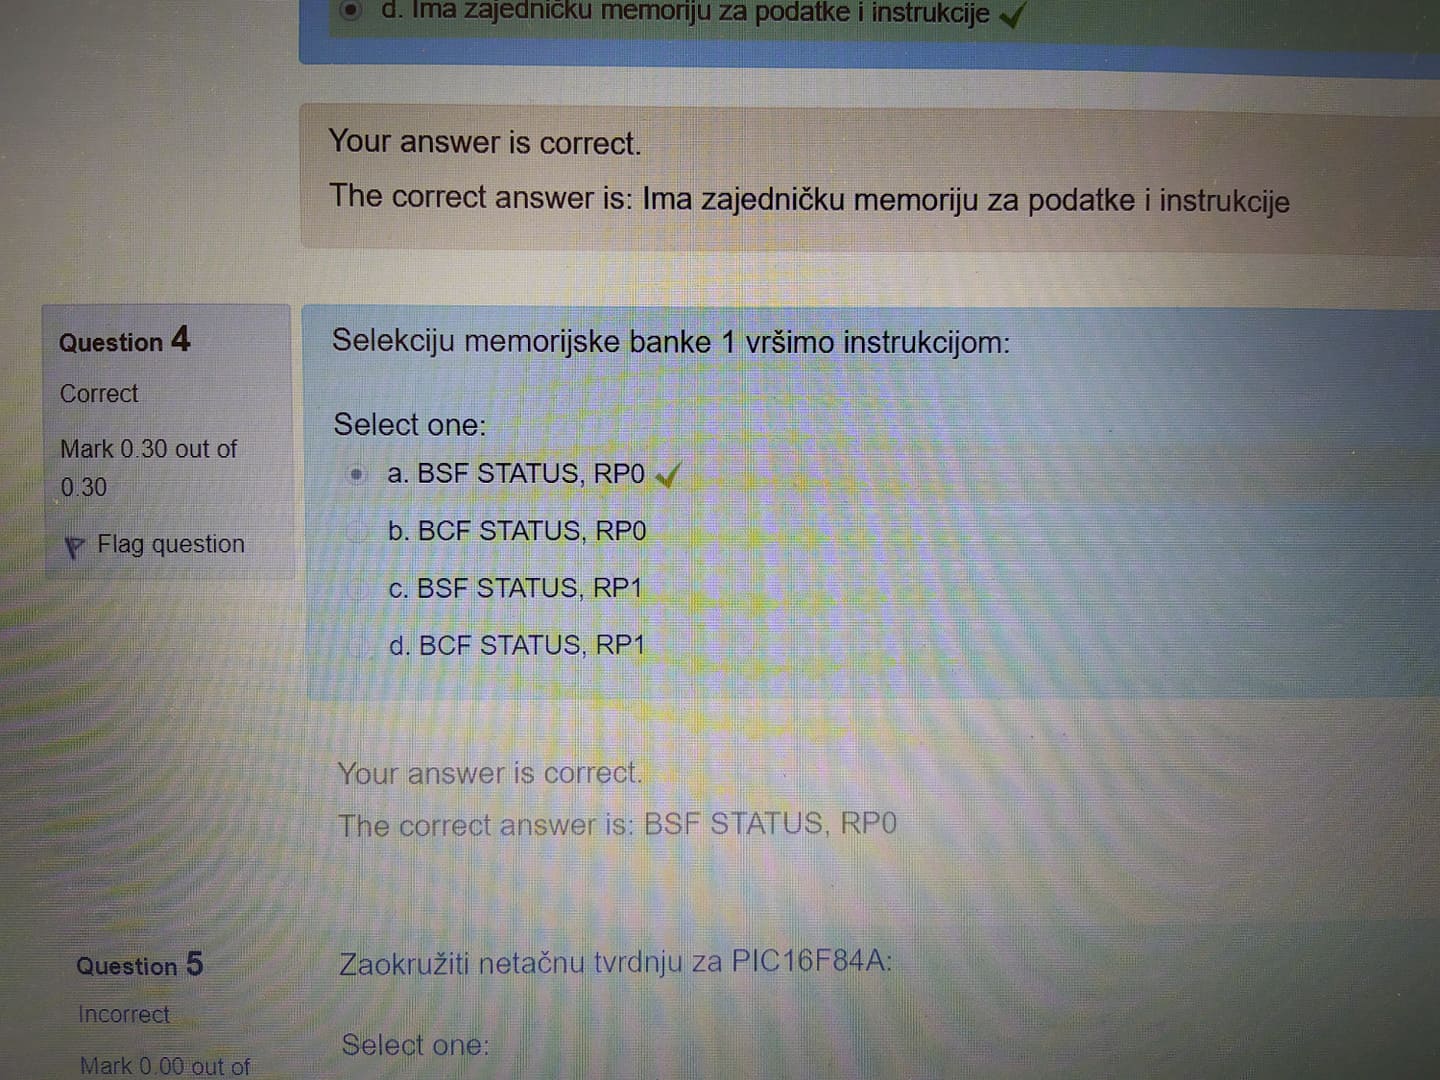 d. Ima zajedničku memoriju za podatke i instrukcije
Your answer is correct.
The correct answer is: Ima zajedničku memoriju za podatke i instrukcije
Question 4
Correct
Mark 0.30 out of
0.30
Flag question
Selekciju memorijske banke 1 vršimo instrukcijom:
Select one:
a. BSF STATUS, RP0
b. BCF STATUS, RP0
c. BSF STATUS, RP1
d. BCF STATUS, RP1
Your answer is correct.
The correct answer is: BSF STATUS, RP0
Question 5
Incorrect
Mark 0.00 out of
Zaokružiti netačnu tvrdnju za PIC16F84A:
Select one: